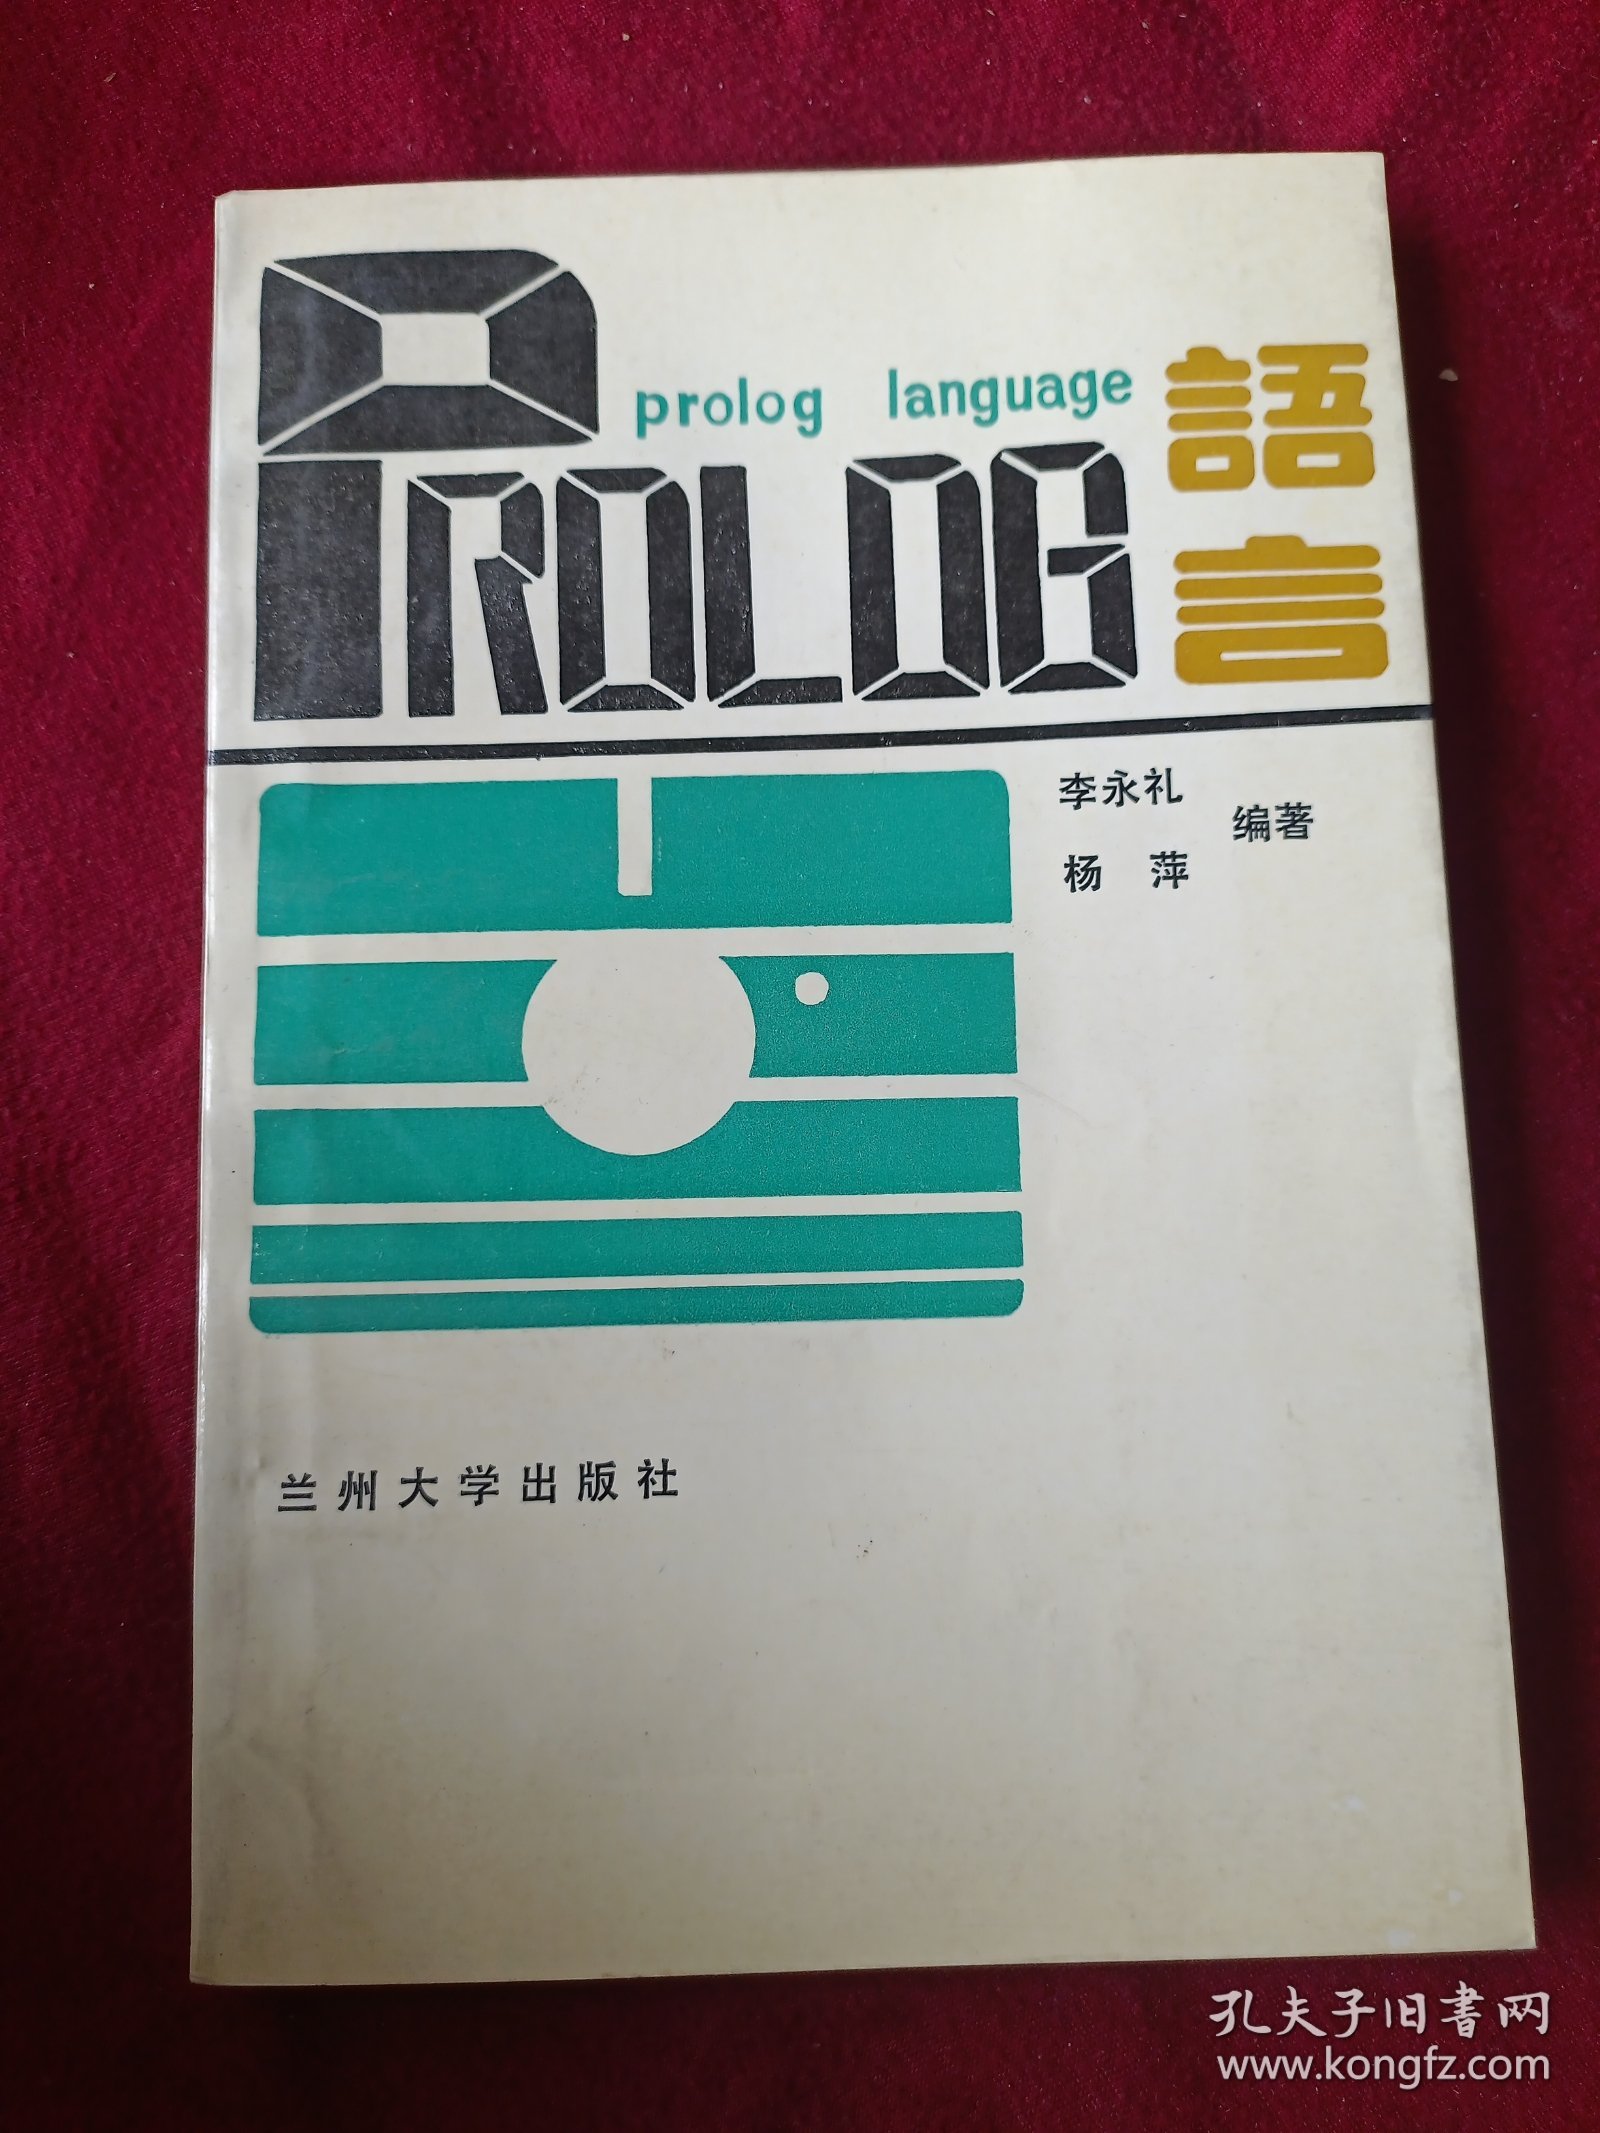 prolog language
PROLOG
語言
李永礼
杨 萍
编著
兰州大学出版社
孔夫子旧书网
www.kongfz.com